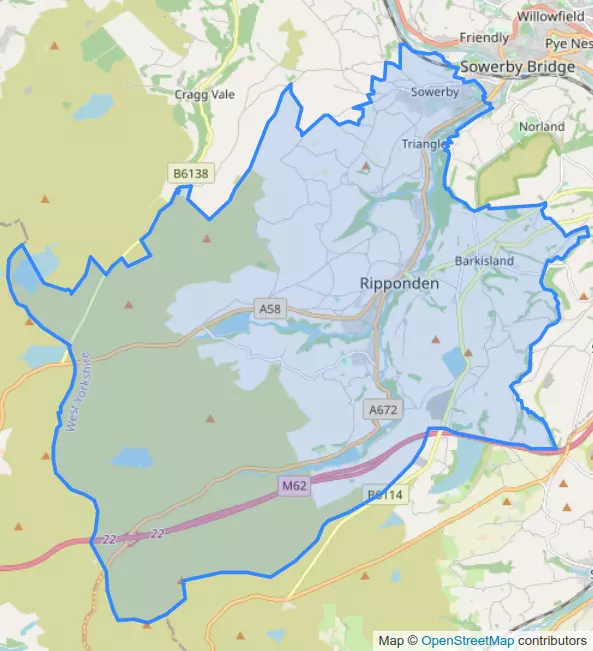 Willowfield
Friendly
Pye Nes
Sowerby Bridge
Cragg Vale
Sowerby
Norland
Triangle
B6138
Barkisland
Ripponden
A58
West Yorkshire
A672
M62
B6114
22
22
Map © OpenStreetMap contributors